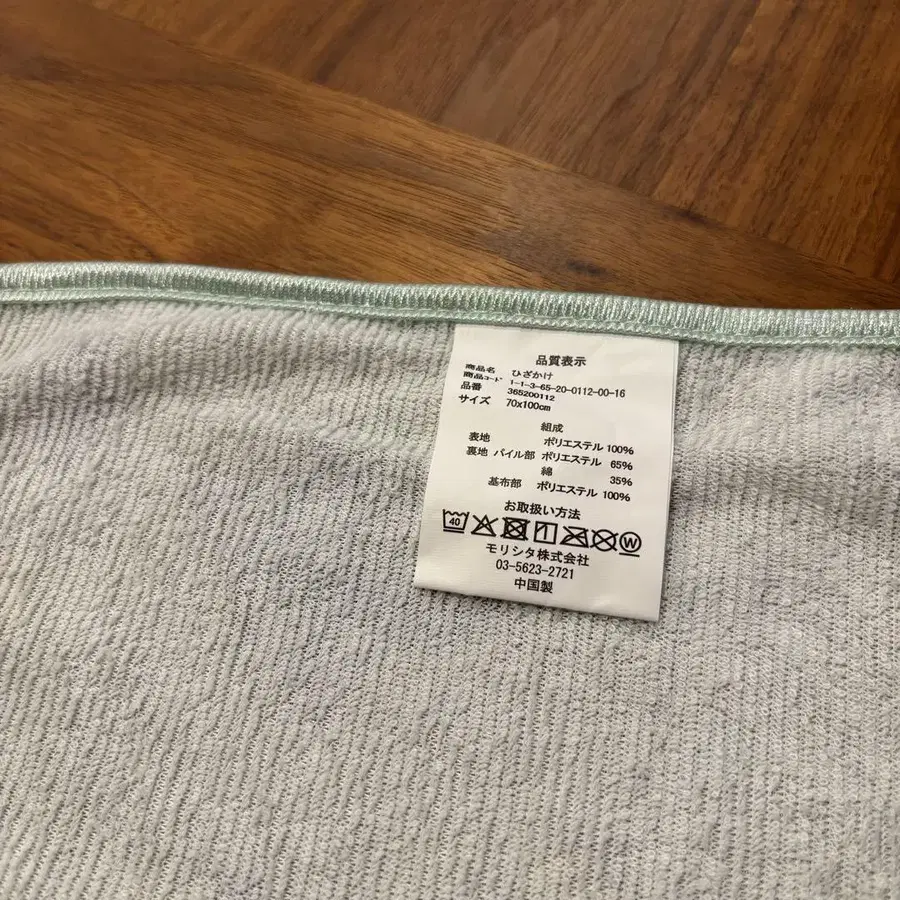 品質表示
商品名 ひざかけ
商品コード 1-1-3-65-20-0112-00-16
品番 365200112
サイズ 70x100cm
組成
表地 ポリエステル 100%
裏地 パイル部 ポリエステル 65%
綿 35%
基布部 ポリエステル 100%
お取扱い方法
40 W
モリシタ株式会社
03-5623-2721
中国製